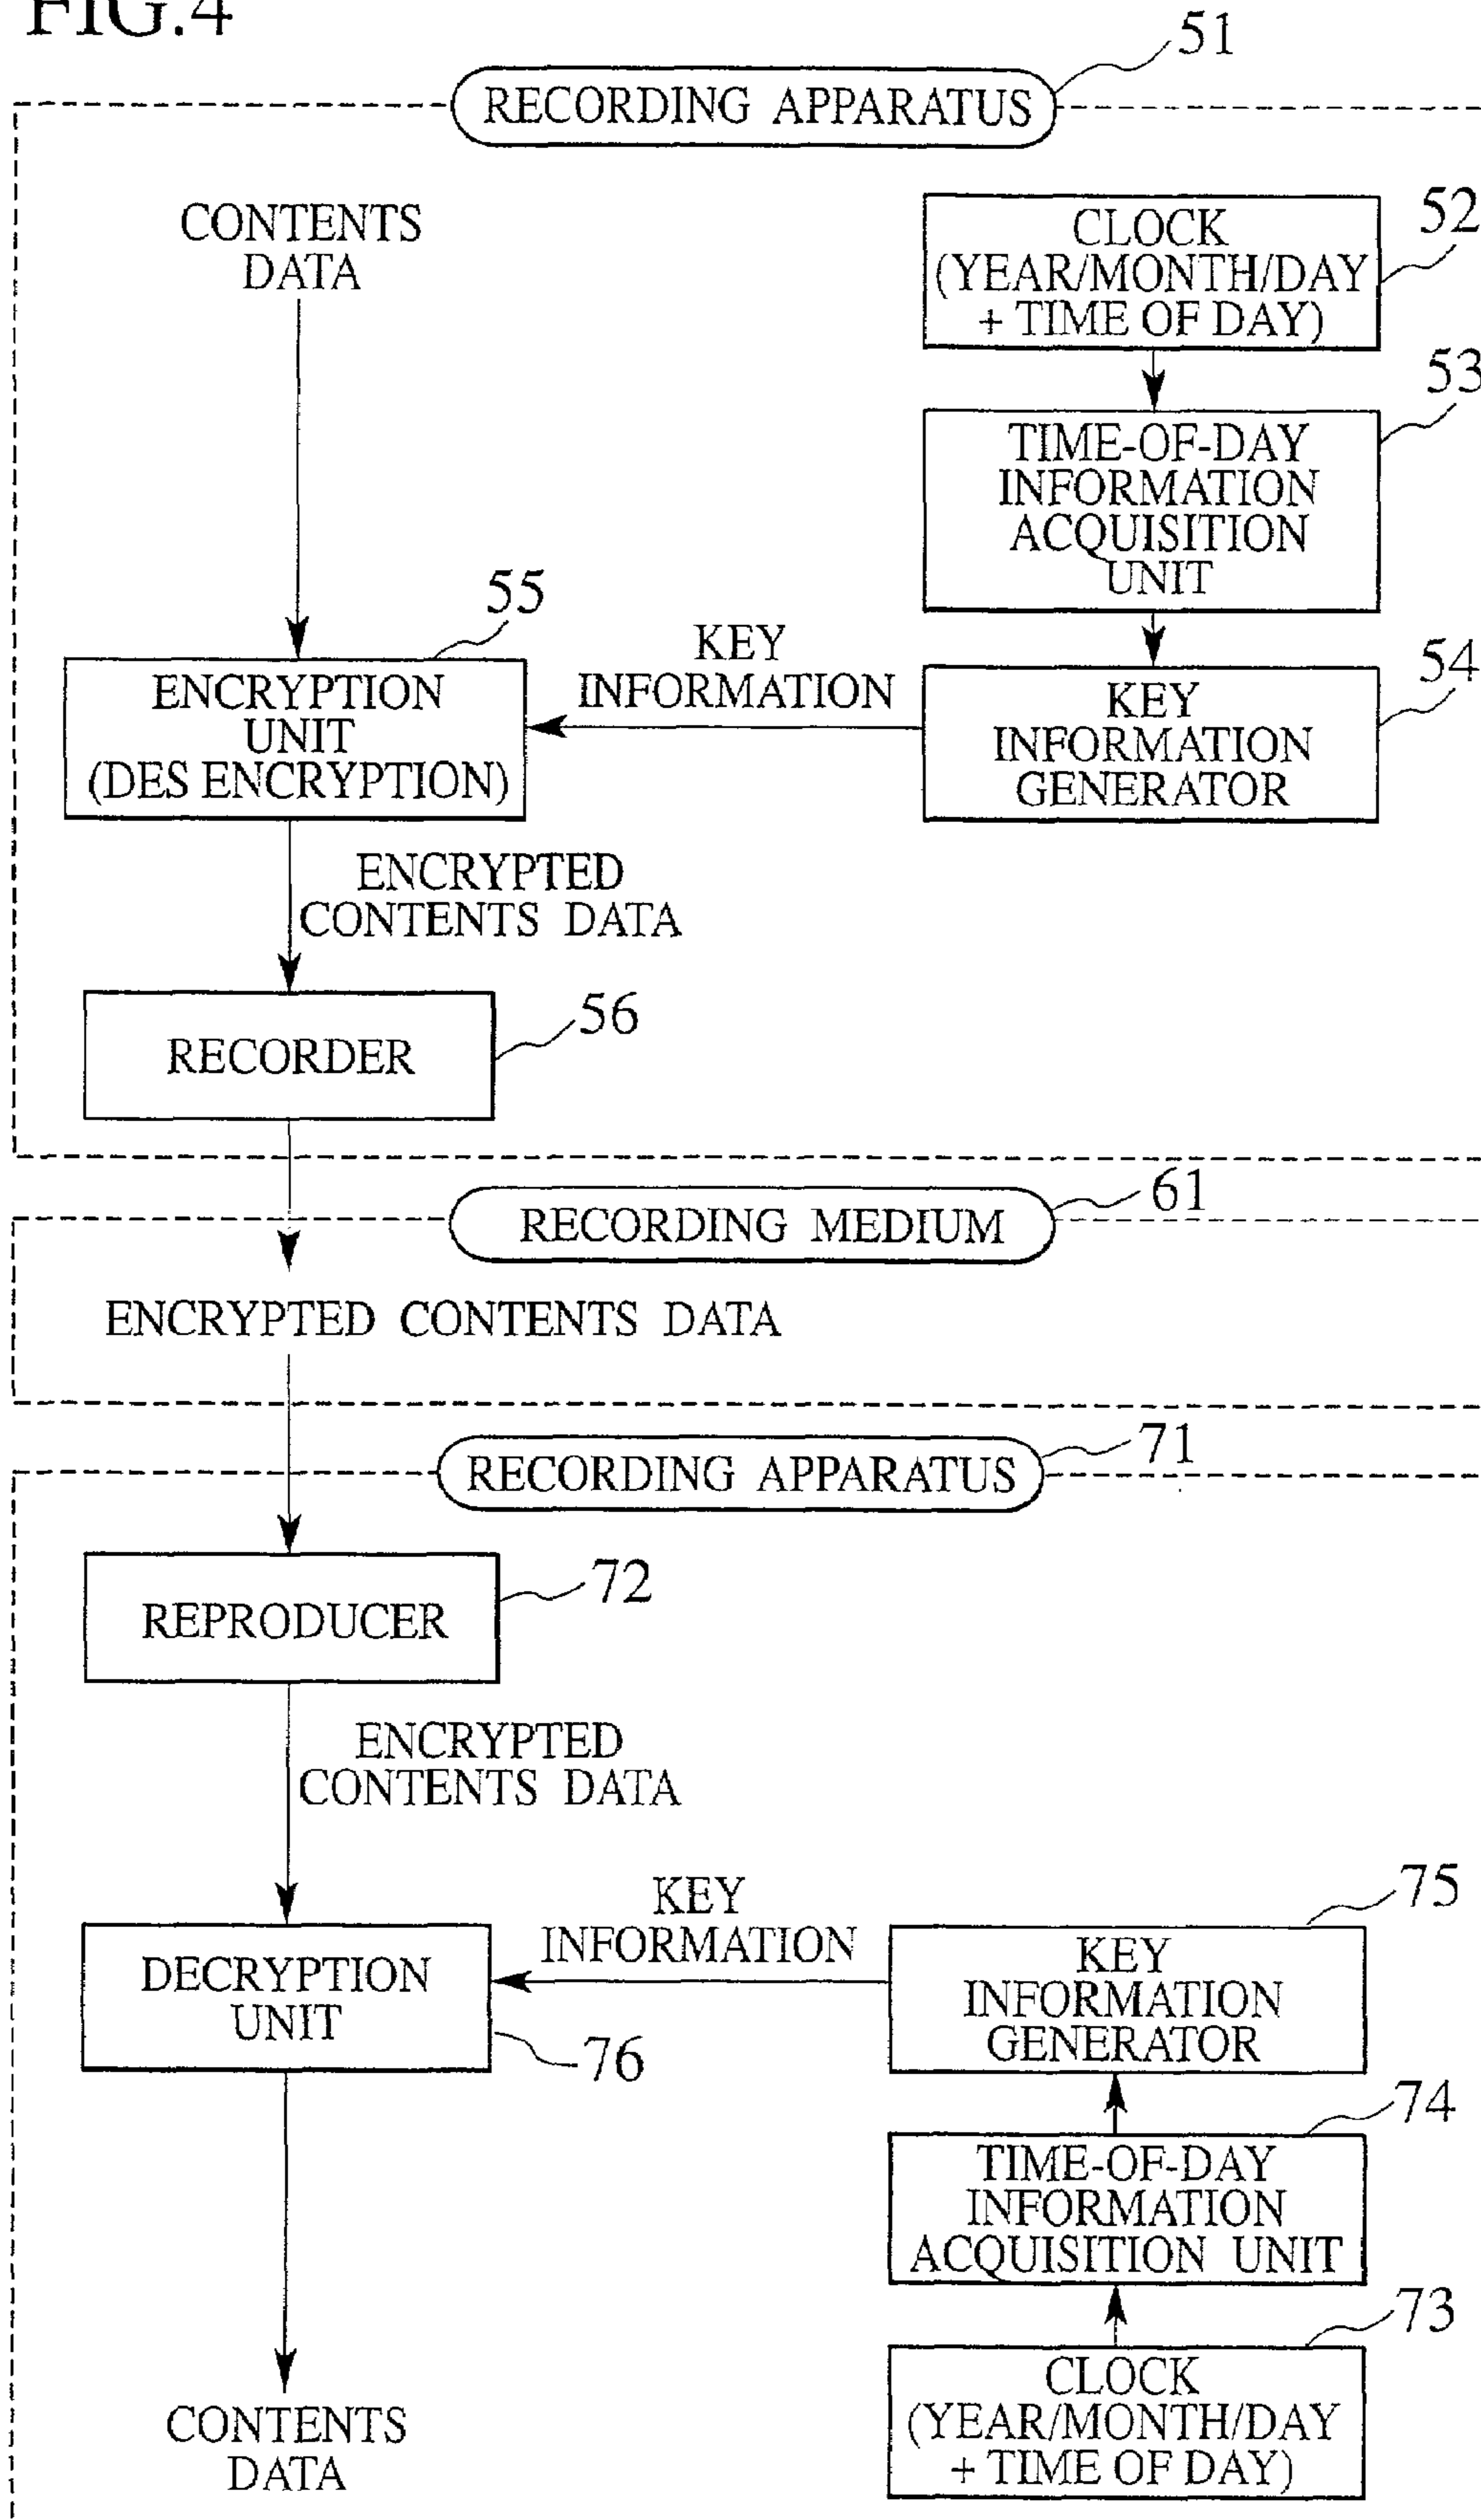 FIG.4
51
RECORDING APPARATUS
CONTENTS
DATA
52
CLOCK
(YEAR/MONTH/DAY
+ TIME OF DAY)
53
TIME-OF-DAY
INFORMATION
ACQUISITION
UNIT
55
KEY
INFORMATION
54
ENCRYPTION
UNIT
(DES ENCRYPTION)
KEY
INFORMATION
GENERATOR
ENCRYPTED
CONTENTS DATA
56
RECORDER
61
RECORDING MEDIUM
ENCRYPTED CONTENTS DATA
71
RECORDING APPARATUS
72
REPRODUCER
ENCRYPTED
CONTENTS DATA
KEY
INFORMATION
75
DECRYPTION
UNIT
76
KEY
INFORMATION
GENERATOR
74
TIME-OF-DAY
INFORMATION
ACQUISITION UNIT
73
CLOCK
(YEAR/MONTH/DAY
+ TIME OF DAY)
CONTENTS
DATA